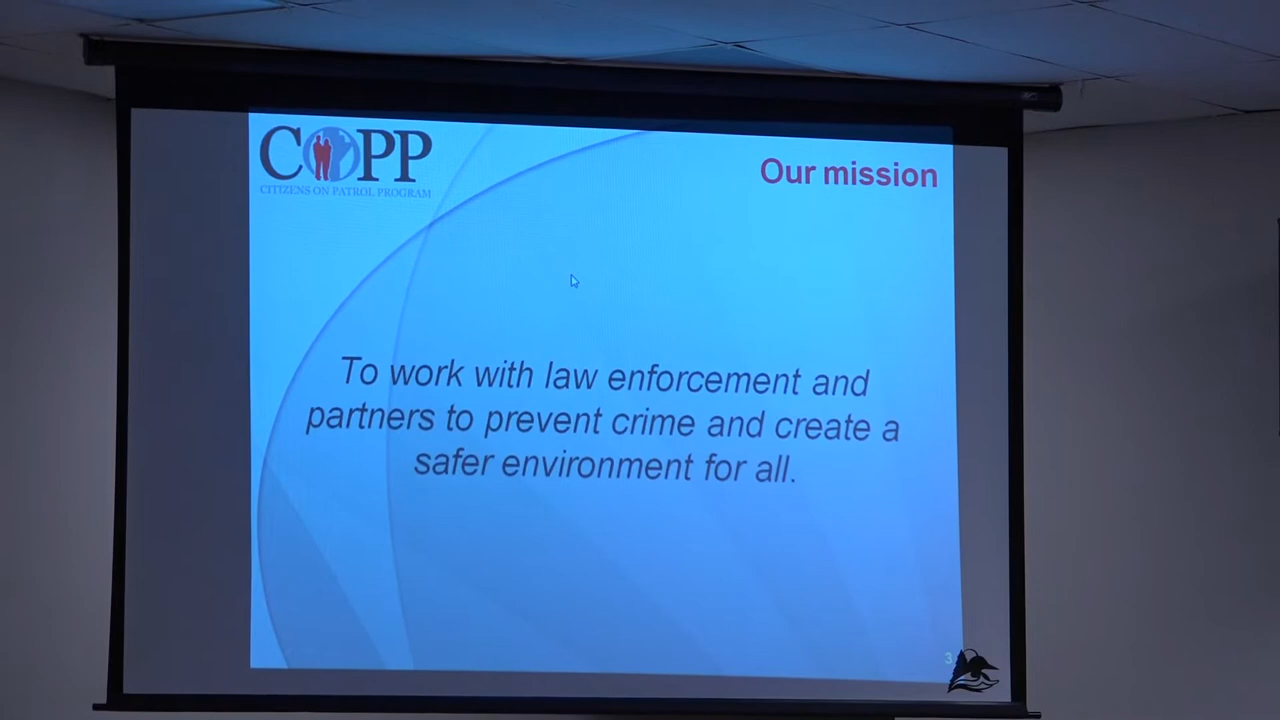 COPP
CITIZENS ON PATROL PROGRAM
Our mission
To work with law enforcement and
partners to prevent crime and create a
safer environment for all.
3